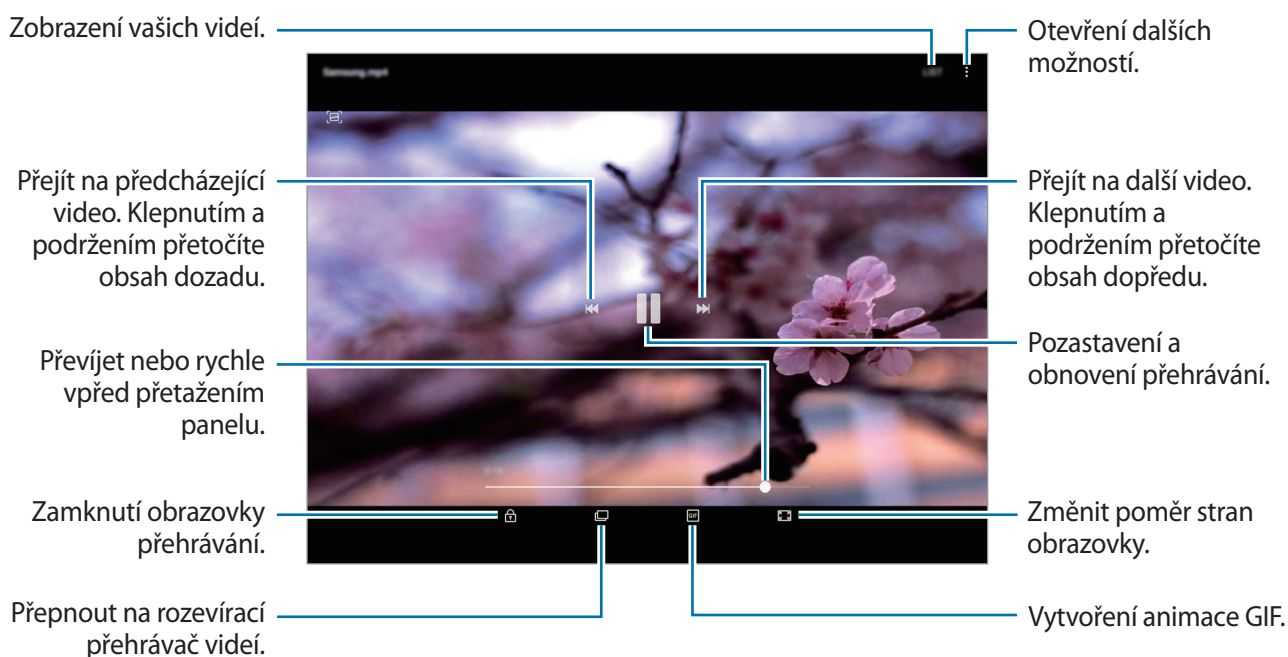 Zobrazení vašich videí.
Otevření dalších
možností.
Samsung.mp4
LIST
Přejít na předcházející
video. Klepnutím a
podržením přetočíte
obsah dozadu.
Přejít na další video.
Klepnutím a
podržením přetočíte
obsah dopředu.
Převíjet nebo rychle
vpřed přetažením
panelu.
Pozastavení a
obnovení přehrávání.
Zamknutí obrazovky
přehrávání.
GIF
Změnit poměr stran
obrazovky.
Přepnout na rozevírací
přehrávač videí.
Vytvoření animace GIF.